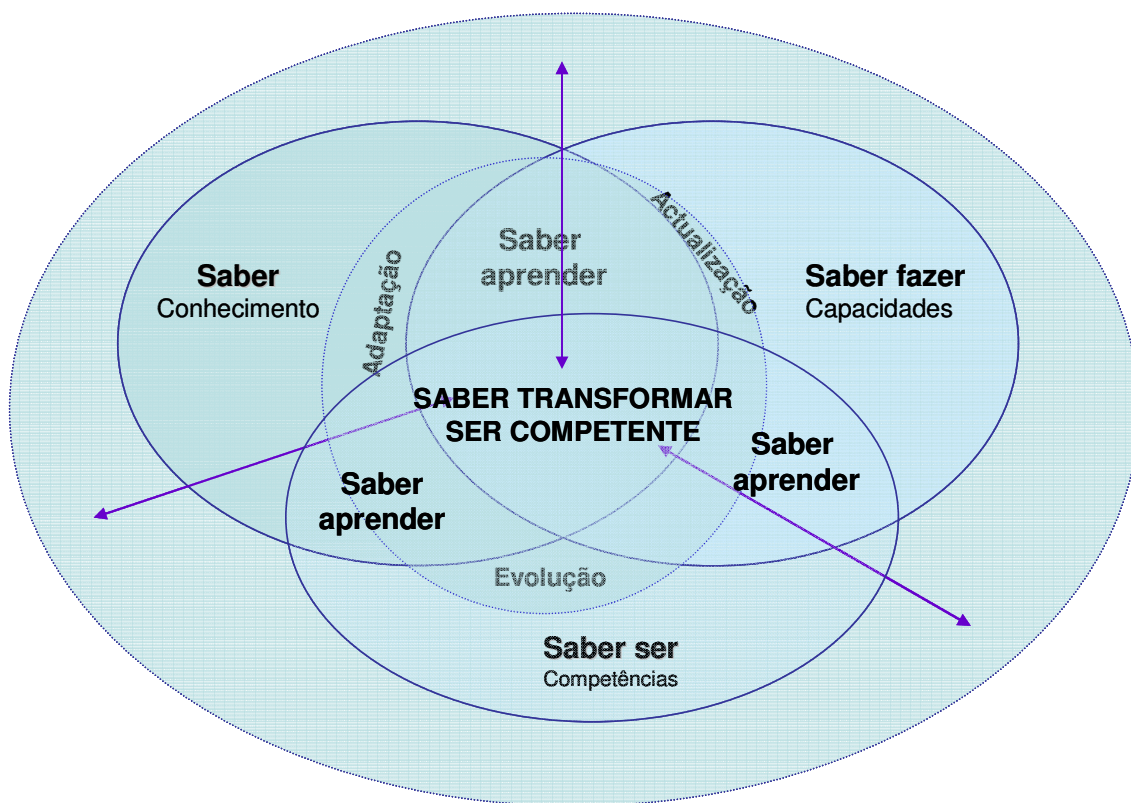 Saber
aprender
Actualização
Adaptação
Saber
Conhecimento
Saber fazer
Capacidades
SABER TRANSFORMAR
SER COMPETENTE
Saber
aprender
Saber
aprender
Evolução
Saber ser
Competências